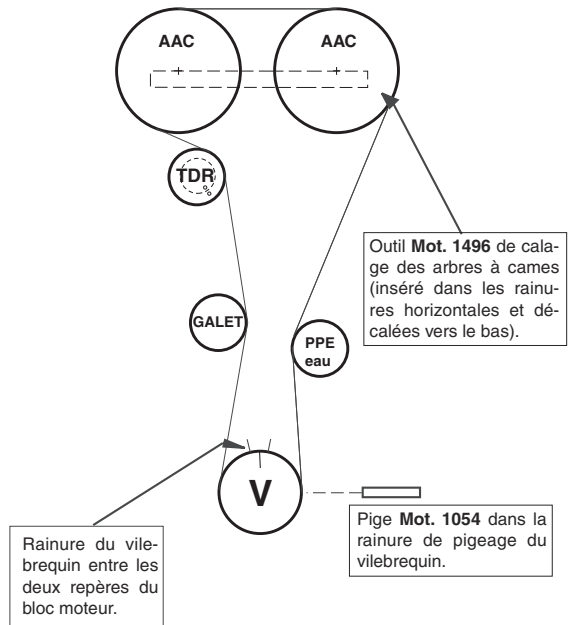 AAC
AAC
TDR
Outil Mot. 1496 de cala-
ge des arbres à cames
(inséré dans les rainu-
res horizontales et dé-
calées vers le bas).
GALET
PPE
eau
V
Pige Mot. 1054 dans la
rainure de pigeage du
vilebrequin.
Rainure du vile-
brequin entre les
deux repères du
bloc moteur.